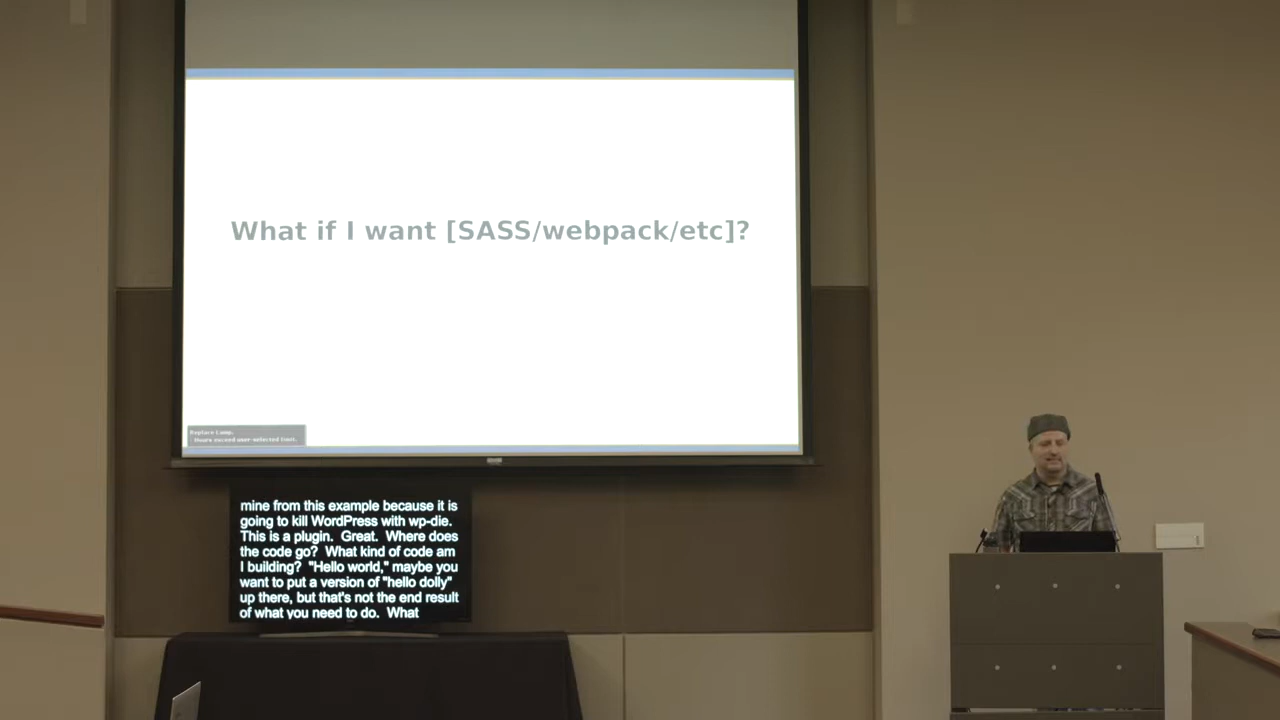 What if I want [SASS/webpack/etc]?
mine from this example because it is
going to kill WordPress with wp-die.
This is a plugin. Great. Where does
the code go? What kind of code am
I building? "Hello world," maybe you
want to put a version of "hello dolly"
up there, but that's not the end result
of what you need to do. What